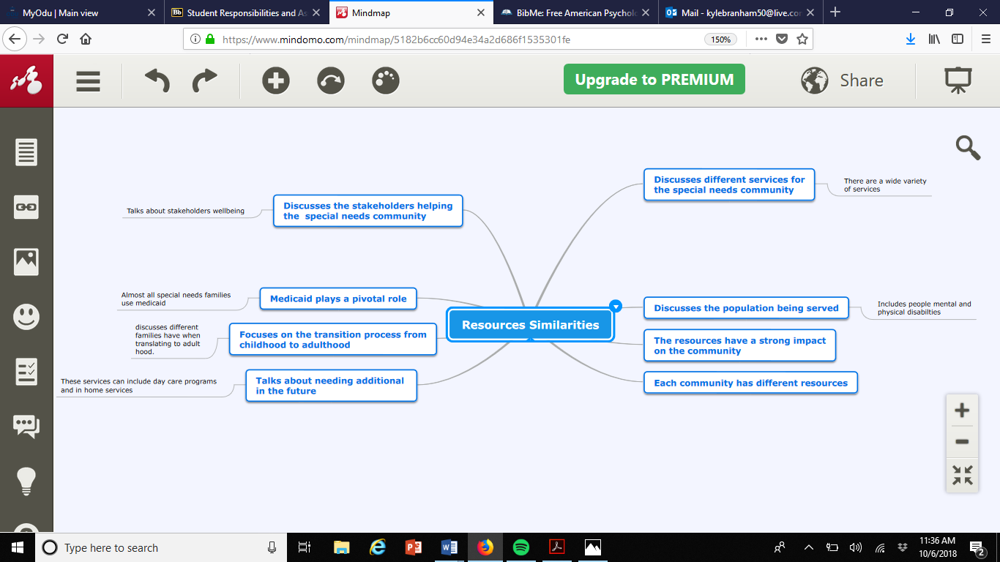 MyOdu | Main view
Student Responsibilities and As
Mindmap
BibMe: Free American Psycholo
Mail - kylebranham50@live.com
https://www.mindomo.com/mindmap/5182b6cc60d94e34a2d686f1535301fe
150%
Upgrade to PREMIUM
Share
Discusses different services for
the special needs community
There are a wide variety
of services
Discusses the stakeholders helping
the special needs community
Talks about stakeholders wellbeing
Medicaid plays a pivotal role
Almost all special needs families
use medicaid
Focuses on the transition process from
childhood to adulthood
discusses different
families have when
translating to adult
hood.
Talks about needing additional
in the future
These services can include day care programs
and in home services
Resources Similarities
Discusses the population being served
Includes people mental and
physical disabilties
The resources have a strong impact
on the community
Each community has different resources
Type here to search
11:36 AM
10/6/2018
2